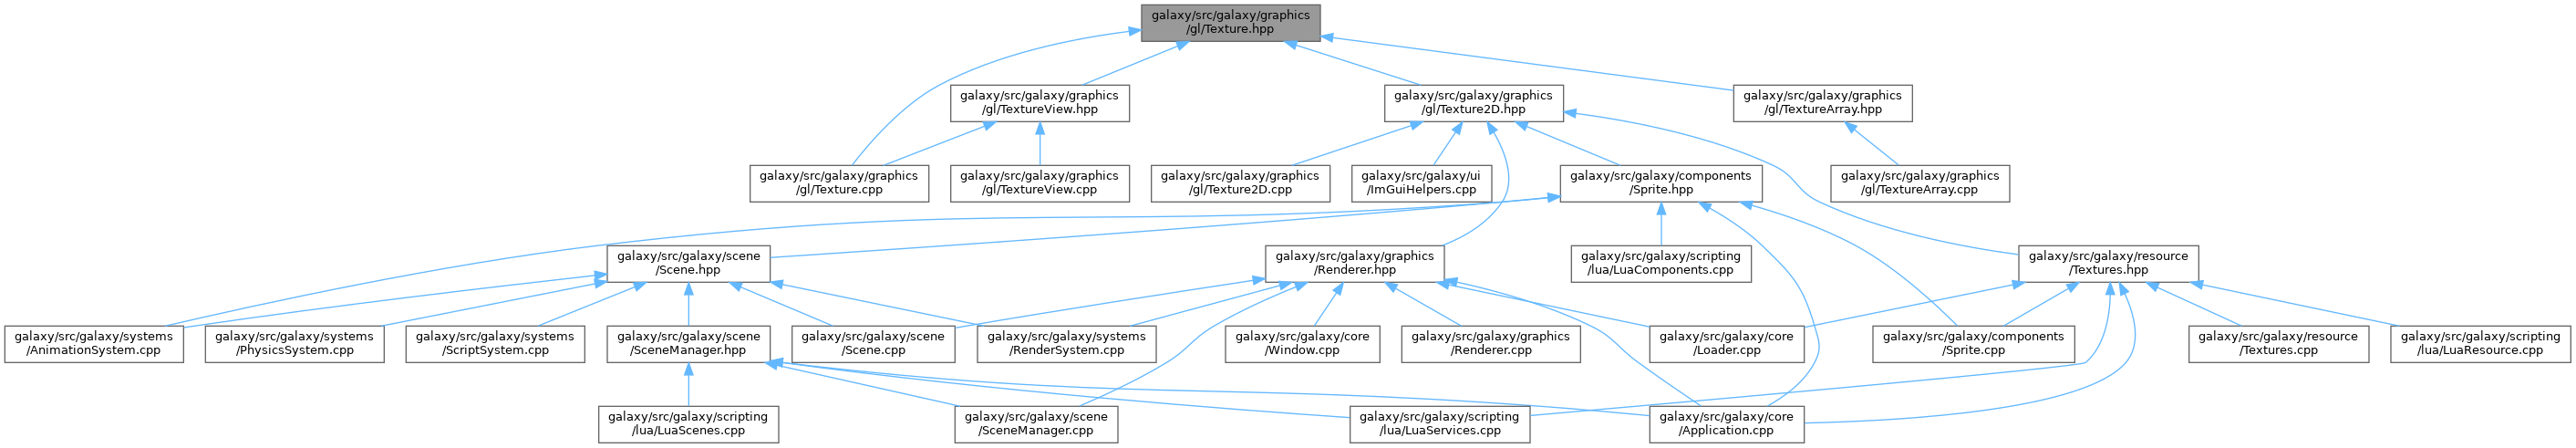 galaxy/src/galaxy/graphics
/gl/Texture.hpp
galaxy/src/galaxy/graphics
/gl/TextureView.hpp
galaxy/src/galaxy/graphics
/gl/Texture2D.hpp
galaxy/src/galaxy/graphics
/gl/TextureArray.hpp
galaxy/src/galaxy/graphics
/gl/Texture.cpp
galaxy/src/galaxy/graphics
/gl/TextureView.cpp
galaxy/src/galaxy/graphics
/gl/Texture2D.cpp
galaxy/src/galaxy/ui
/ImGuiHelpers.cpp
galaxy/src/galaxy/components
/Sprite.hpp
galaxy/src/galaxy/graphics
/gl/TextureArray.cpp
galaxy/src/galaxy/scene
/Scene.hpp
galaxy/src/galaxy/graphics
/Renderer.hpp
galaxy/src/galaxy/scripting
/lua/LuaComponents.cpp
galaxy/src/galaxy/resource
/Textures.hpp
galaxy/src/galaxy/systems
/AnimationSystem.cpp
galaxy/src/galaxy/systems
/PhysicsSystem.cpp
galaxy/src/galaxy/systems
/ScriptSystem.cpp
galaxy/src/galaxy/scene
/SceneManager.hpp
galaxy/src/galaxy/scene
/Scene.cpp
galaxy/src/galaxy/systems
/RenderSystem.cpp
galaxy/src/galaxy/core
/Window.cpp
galaxy/src/galaxy/graphics
/Renderer.cpp
galaxy/src/galaxy/core
/Loader.cpp
galaxy/src/galaxy/components
/Sprite.cpp
galaxy/src/galaxy/resource
/Textures.cpp
galaxy/src/galaxy/scripting
/lua/LuaResource.cpp
galaxy/src/galaxy/scripting
/lua/LuaScenes.cpp
galaxy/src/galaxy/scene
/SceneManager.cpp
galaxy/src/galaxy/scripting
/lua/LuaServices.cpp
galaxy/src/galaxy/core
/Application.cpp